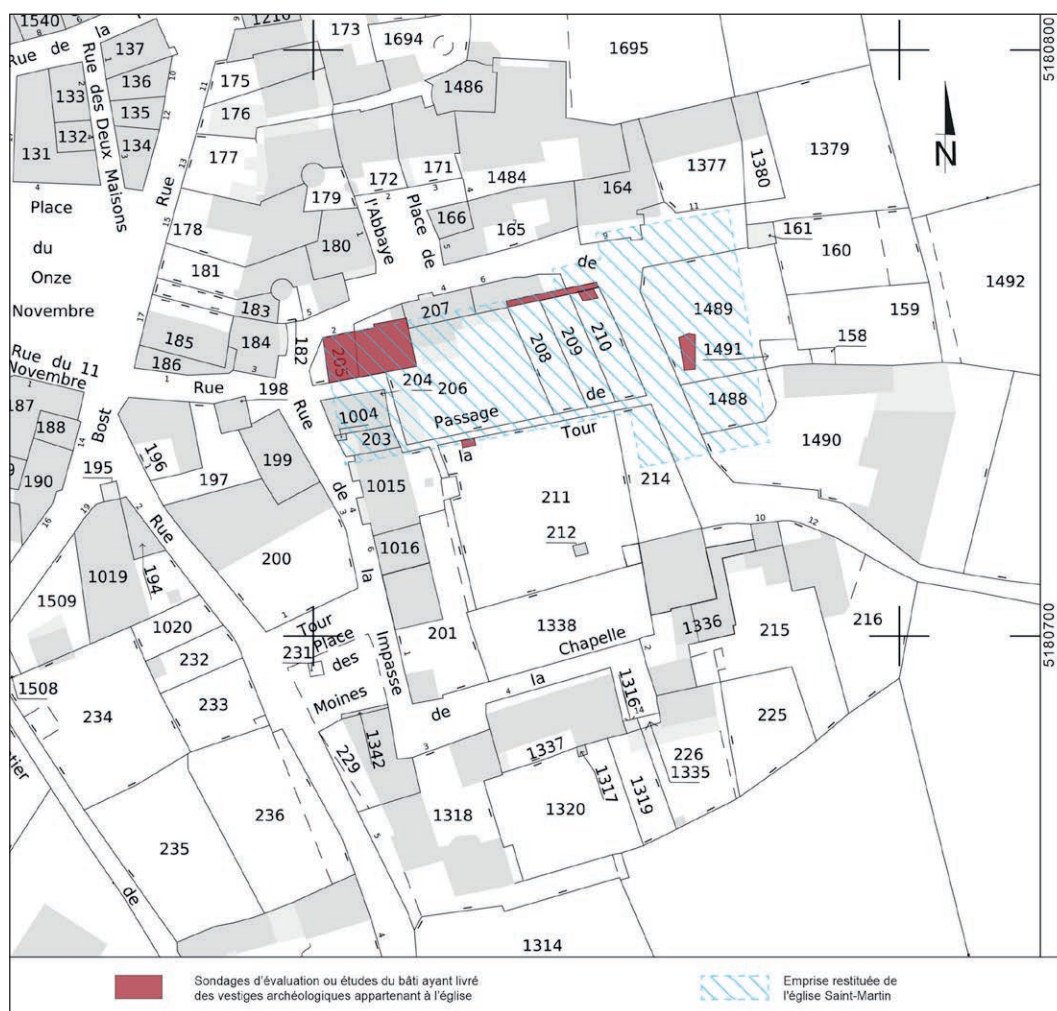 1540
137
Rue de la
1210
173
1694
1695
5180800
Rue des Deux Maisons
136
175
133
135
1486
176
132
134
131
177
171
1377
1380
1379
172
1484
Place
Rue
179
l'Abbaye
Place de
166
164
165
178
180
161
160
du
181
de
1492
Onze
183
207
1489
159
Novembre
185
184
182
205
208
209
210
1491
158
Rue du 11
Novembre
186
Rue
198
204
206
1488
187
1004
Passage
de
188
Bost
Rue
203
Tour
1490
195
196
199
la
190
197
1015
211
214
de
212
Rue
200
1016
1019
194
la
1509
1020
Tour
201
1338
1336
215
216
5180700
232
231
Place
des
Moines
Impasse
Chapelle
1508
234
233
de
la
1316
225
229
1342
1337
226
1335
236
1317
1319
1318
1320
235
de
1314
N
Sondages d'évaluation ou études du bâti ayant livré
des vestiges archéologiques appartenant à l'église
Emprise restituée de
l'église Saint-Martin